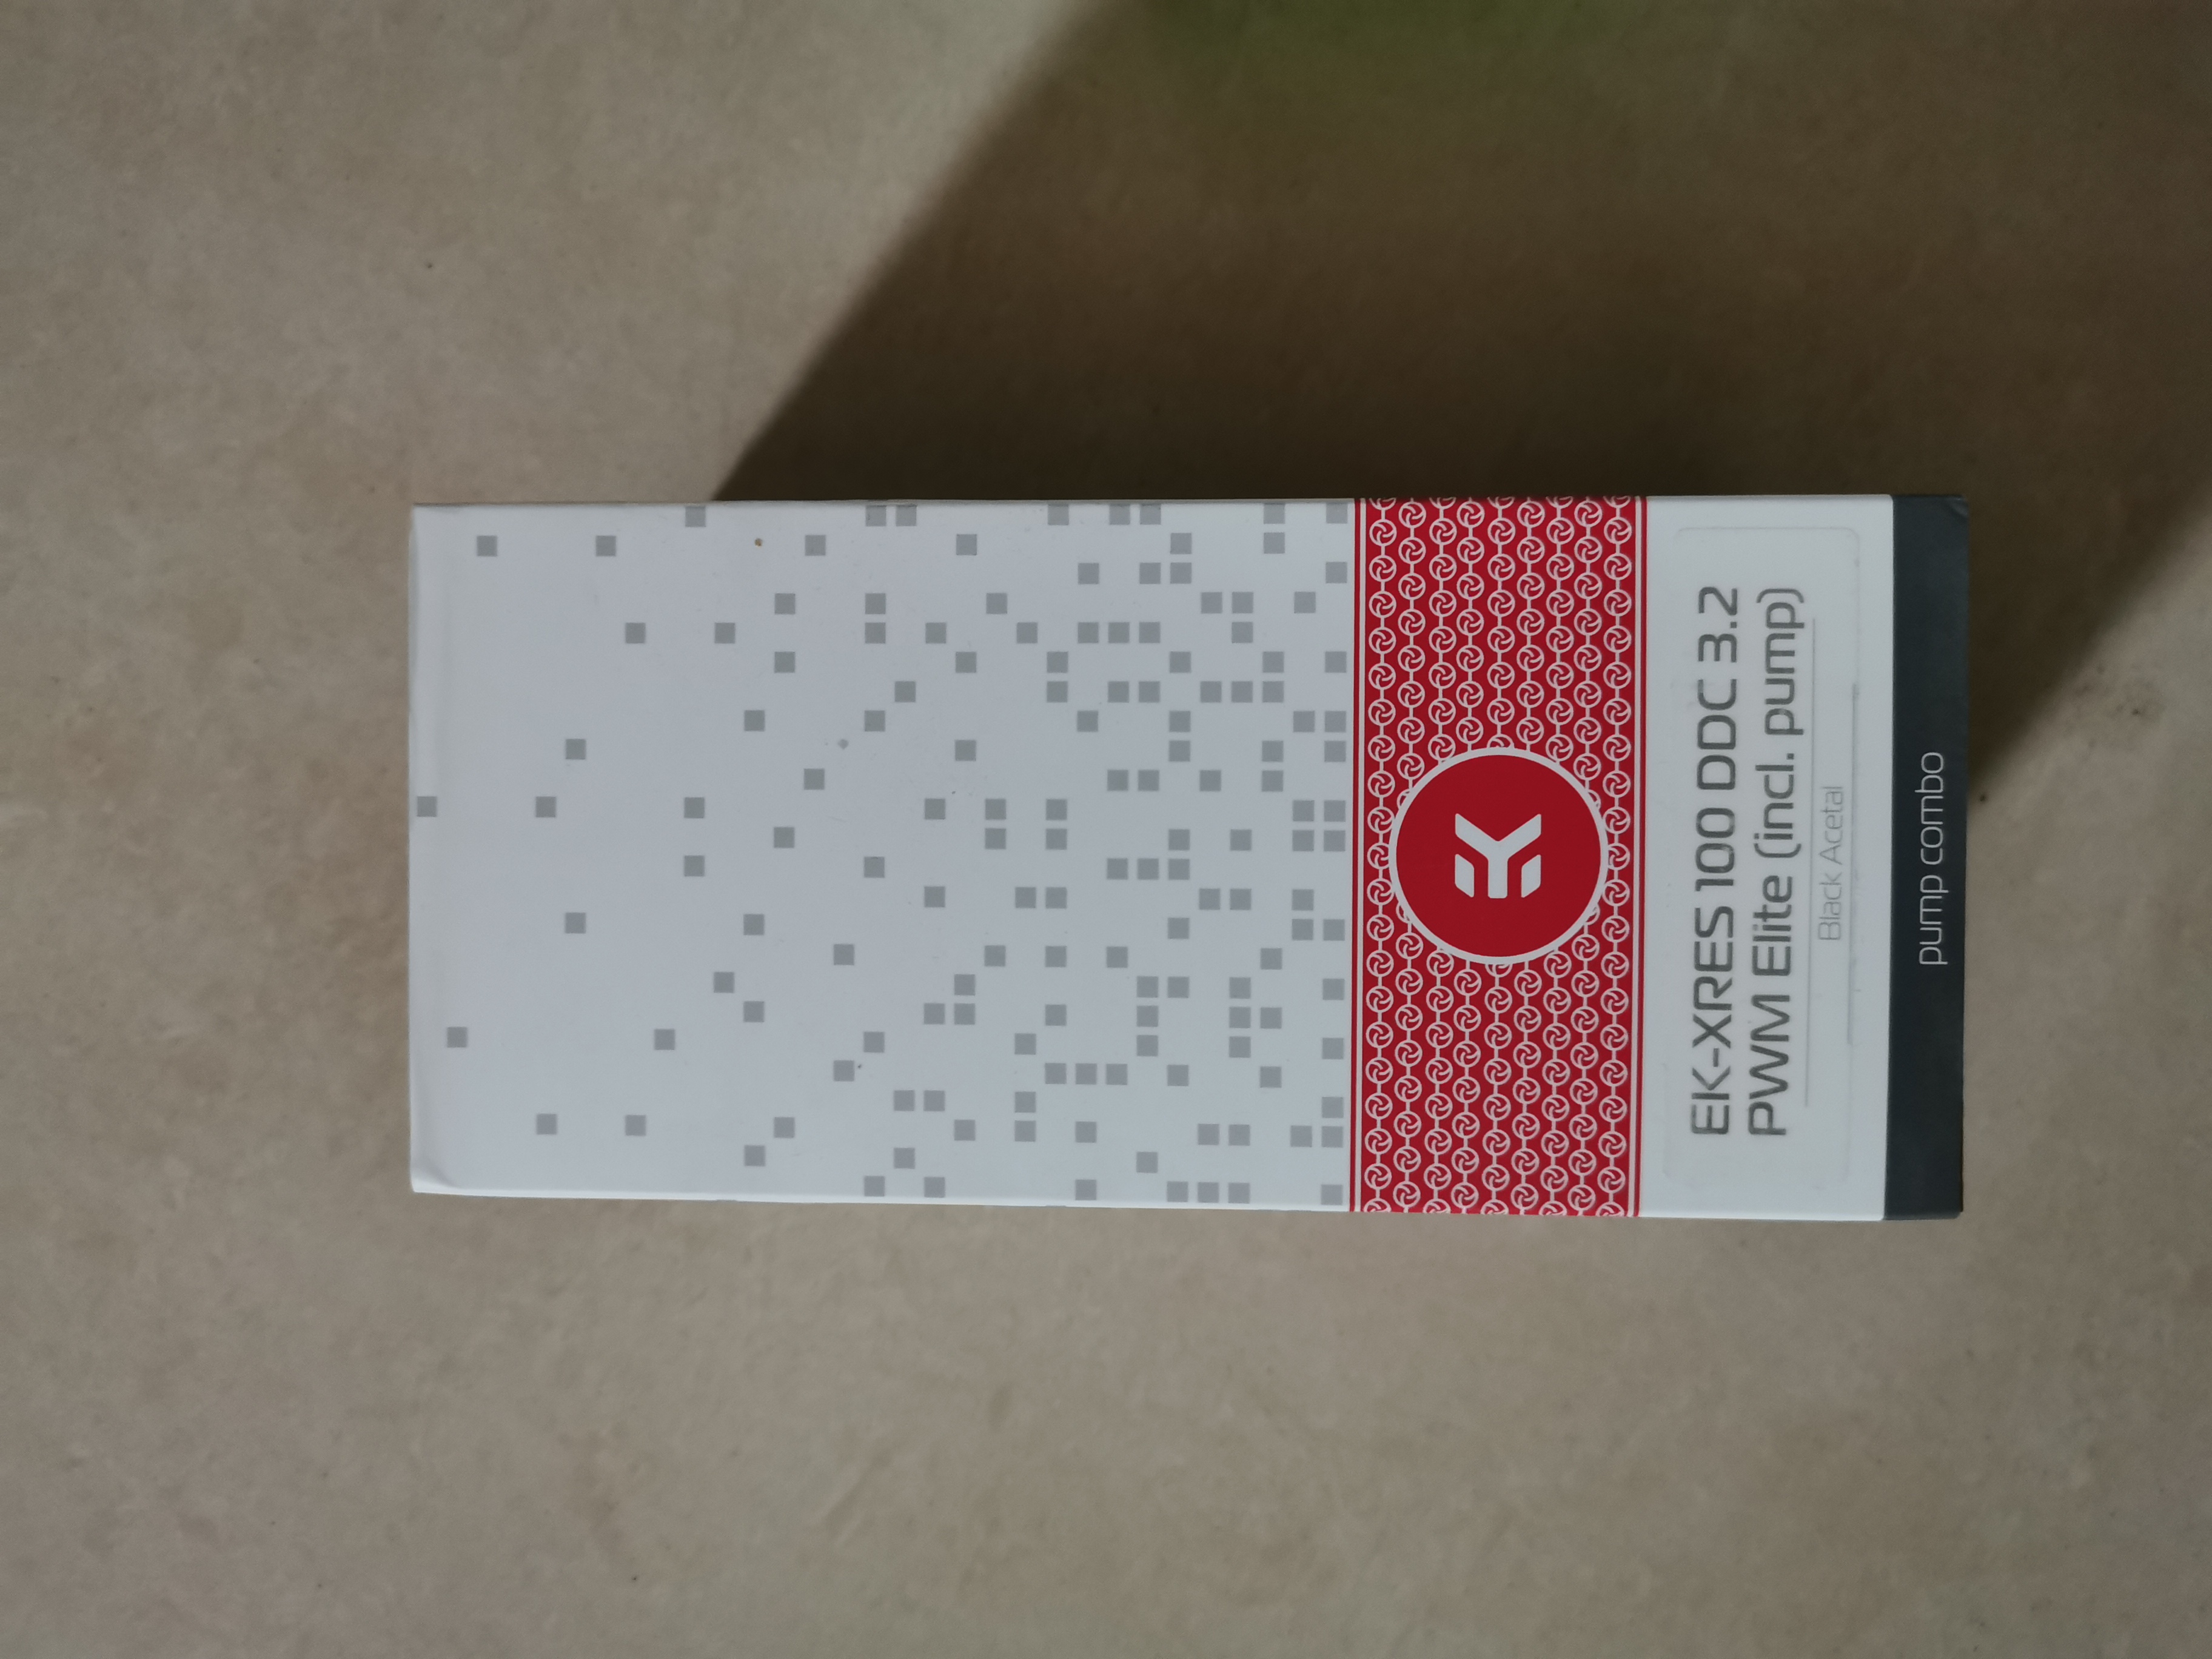 EK-XRES 100 DDC 3.2
PWM Elite (incl. pump)
Black Acetal
pump combo